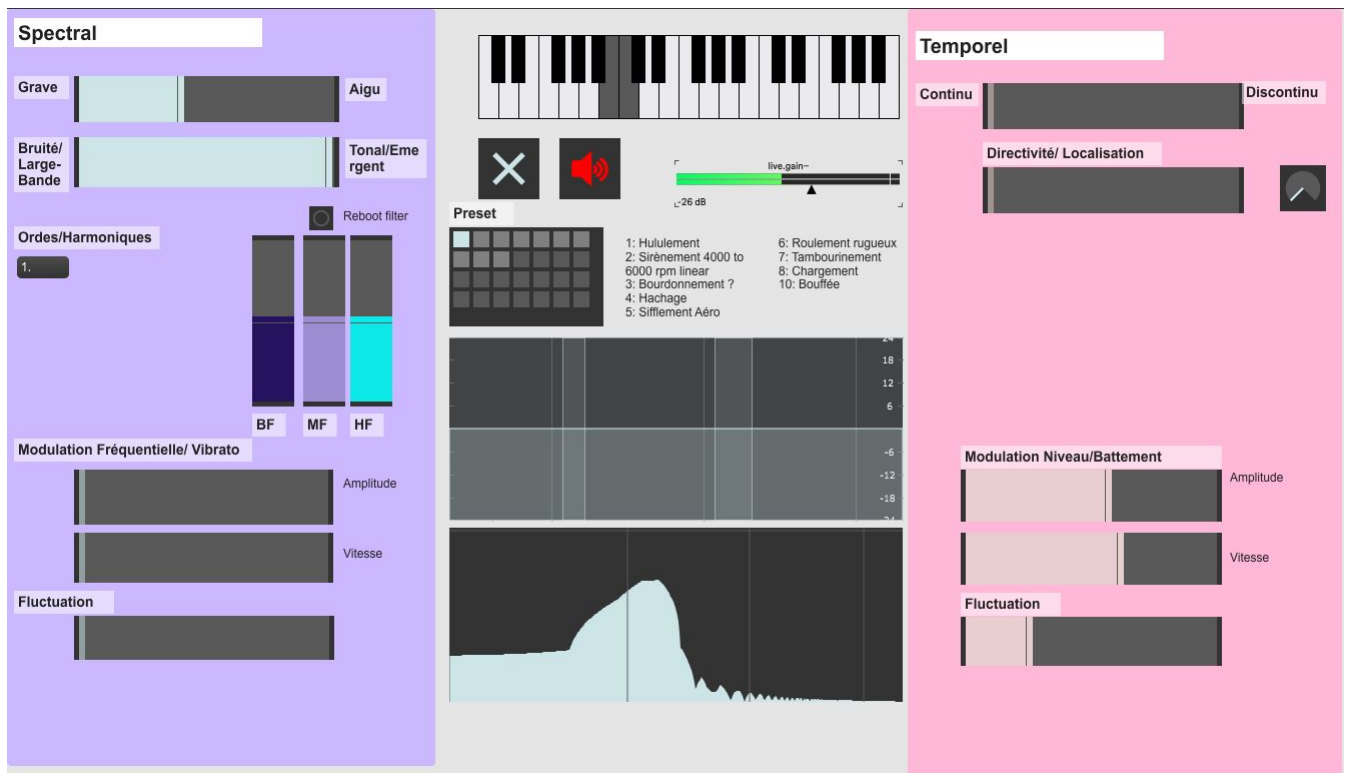 Spectral
Grave
Aigu
Bruité/
Large-
Bande
Tonal/Eme
rgent
Reboot filter
Ordes/Harmoniques
1.
BF
MF
HF
Modulation Fréquentielle/ Vibrato
Amplitude
Vitesse
Fluctuation
live.gain~
-26 dB
Preset
1: Hululement
2: Sirènement 4000 to
6000 rpm linear
3: Bourdonnement ?
4: Hachage
5: Sifflement Aéro
6: Roulement rugueux
7: Tambourinement
8: Chargement
10: Bouffée
24
18
12
6
-6
-12
-18
-24
Temporel
Continu
Discontinu
Directivité/ Localisation
Modulation Niveau/Battement
Amplitude
Vitesse
Fluctuation